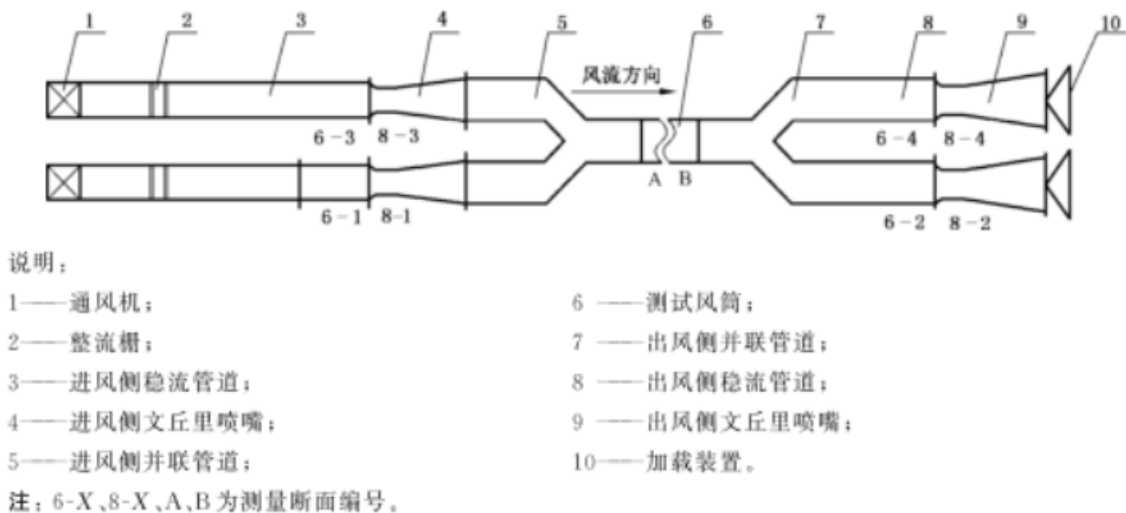 1 2 3 4 5 6 7 8 9 10
风流方向
6-3 8-3 6-4 8-4
A B
6-1 8-1 6-2 8-2
说明：
1——通风机；
2——整流栅；
3——进风侧稳流管道；
4——进风侧文丘里喷嘴；
5——进风侧并联管道；
6——测试风筒；
7——出风侧并联管道；
8——出风侧稳流管道；
9——出风侧文丘里喷嘴；
10——加载装置。
注：6-X、8-X、A、B为测量断面编号。